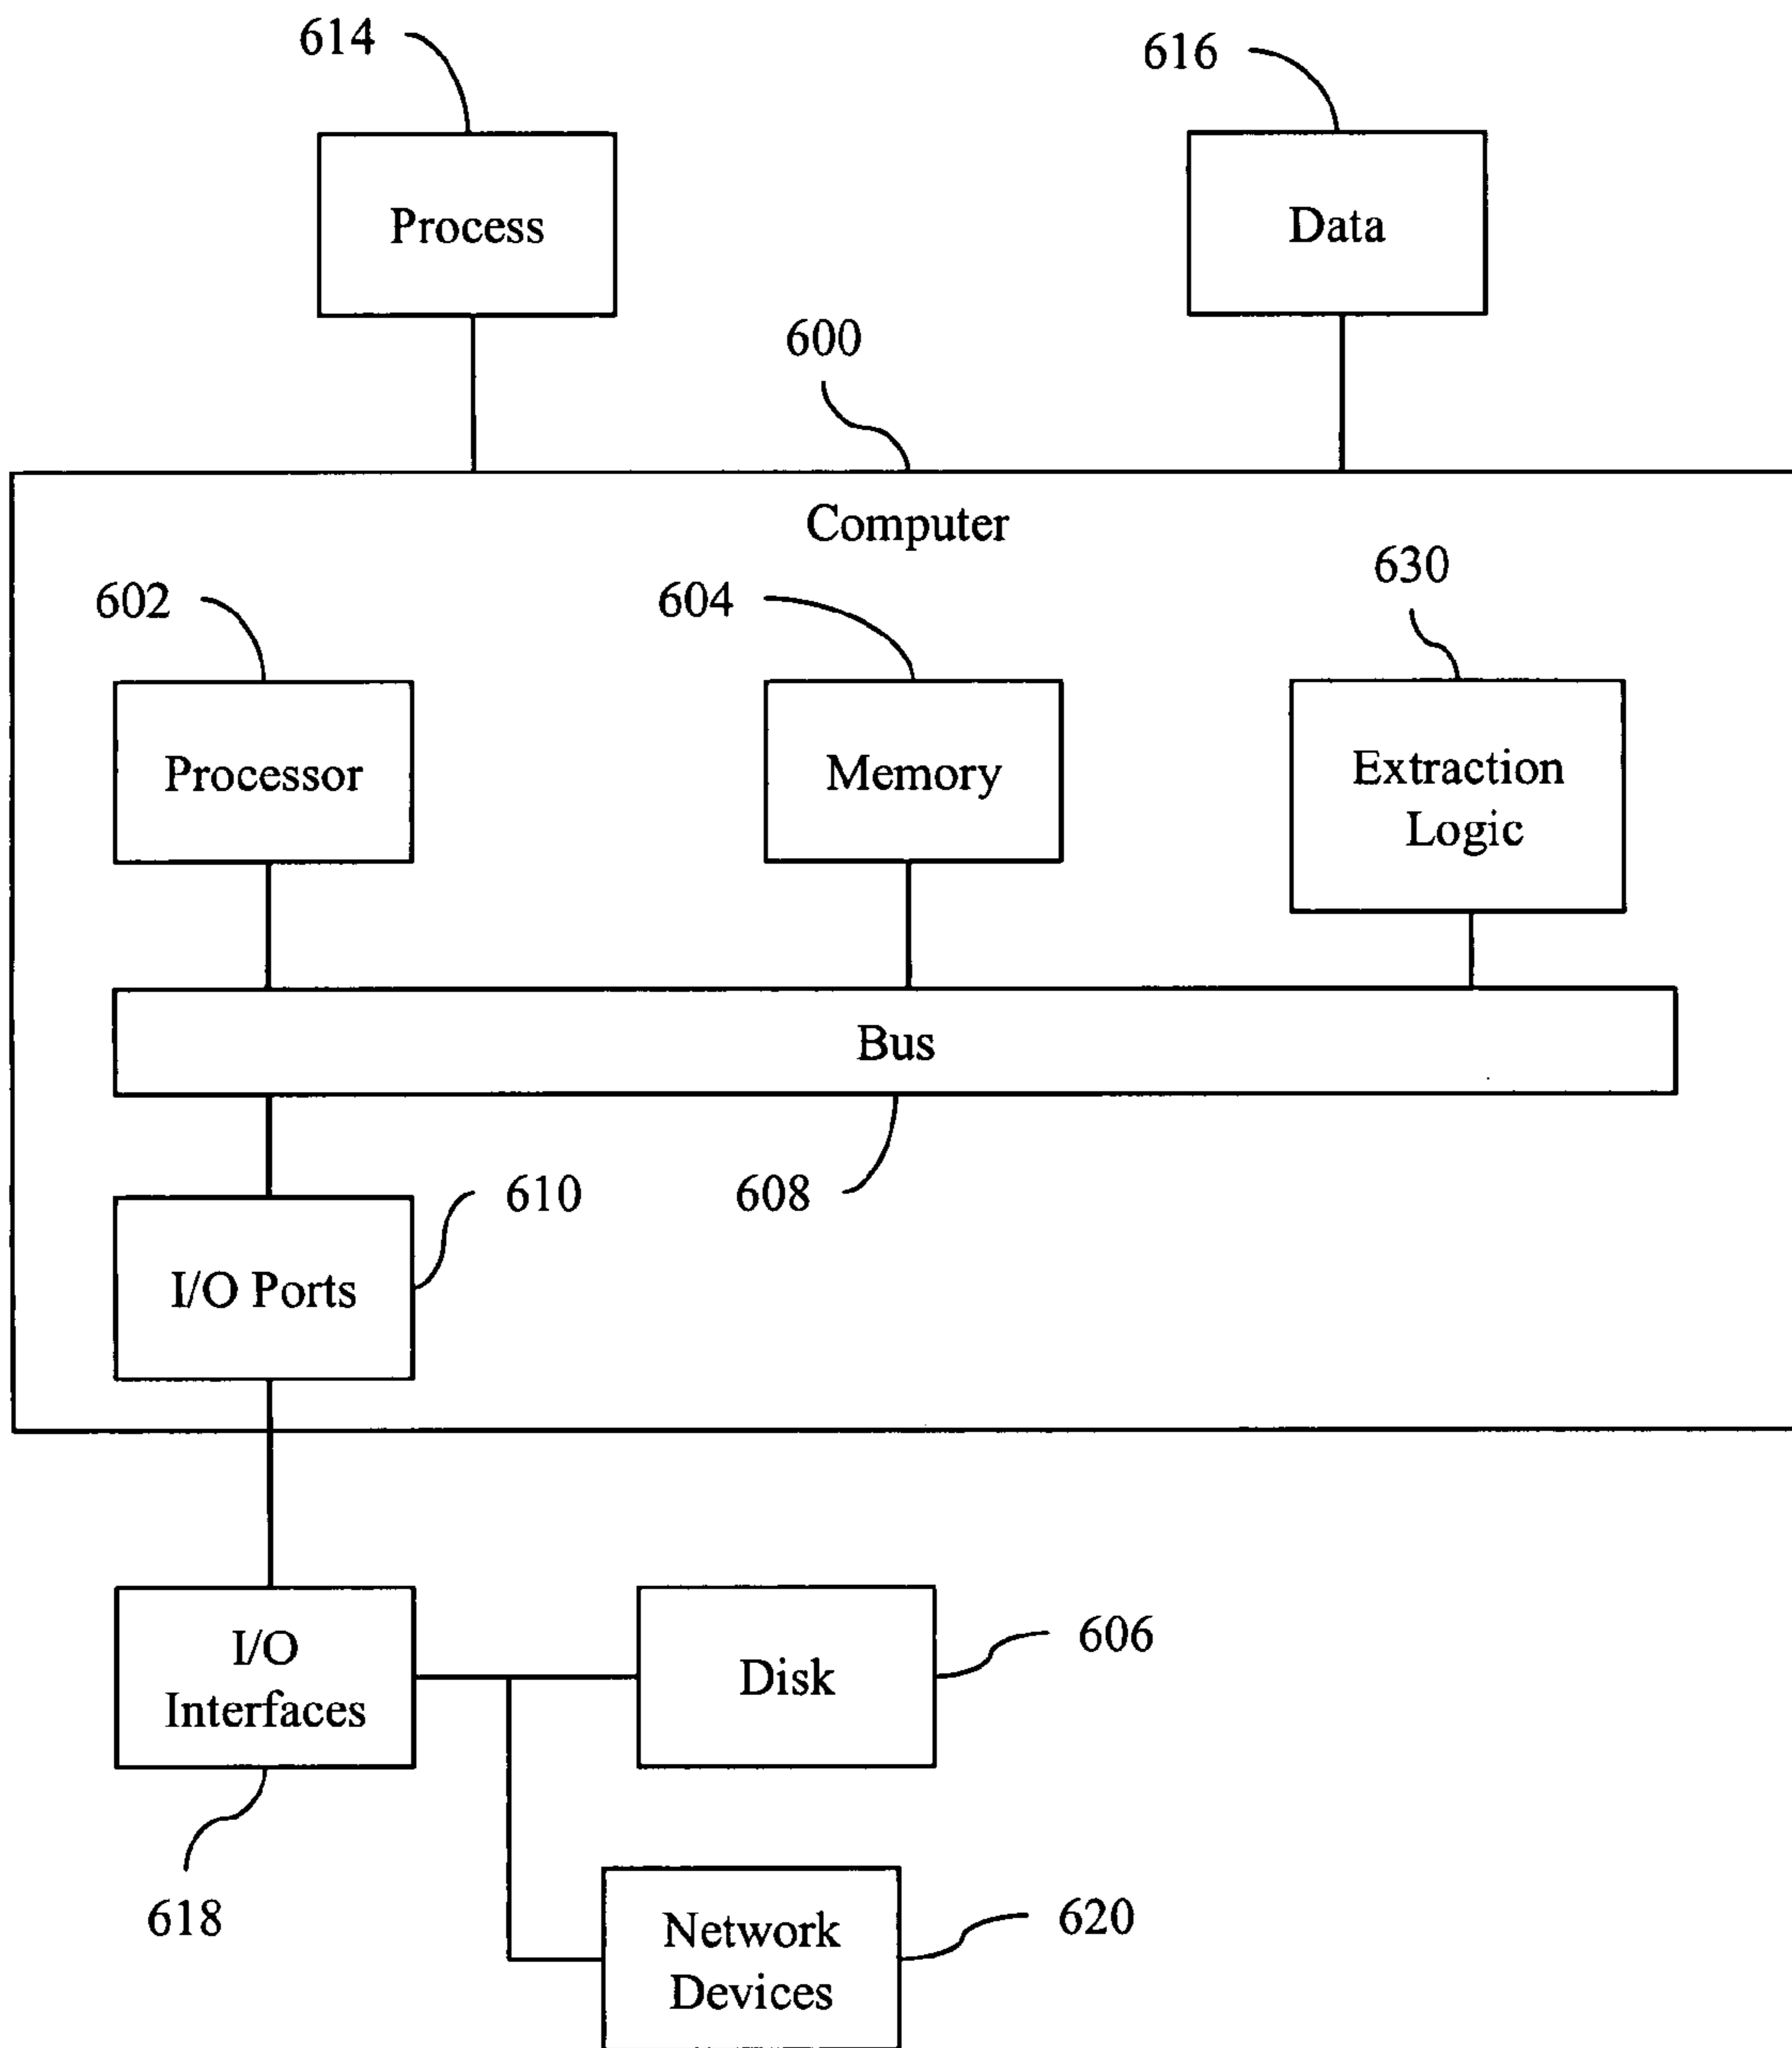 614
616
Process
Data
600
Computer
602
604
630
Processor
Memory
Extraction
Logic
Bus
610
608
I/O Ports
I/O
Interfaces
Disk
606
618
Network
Devices
620